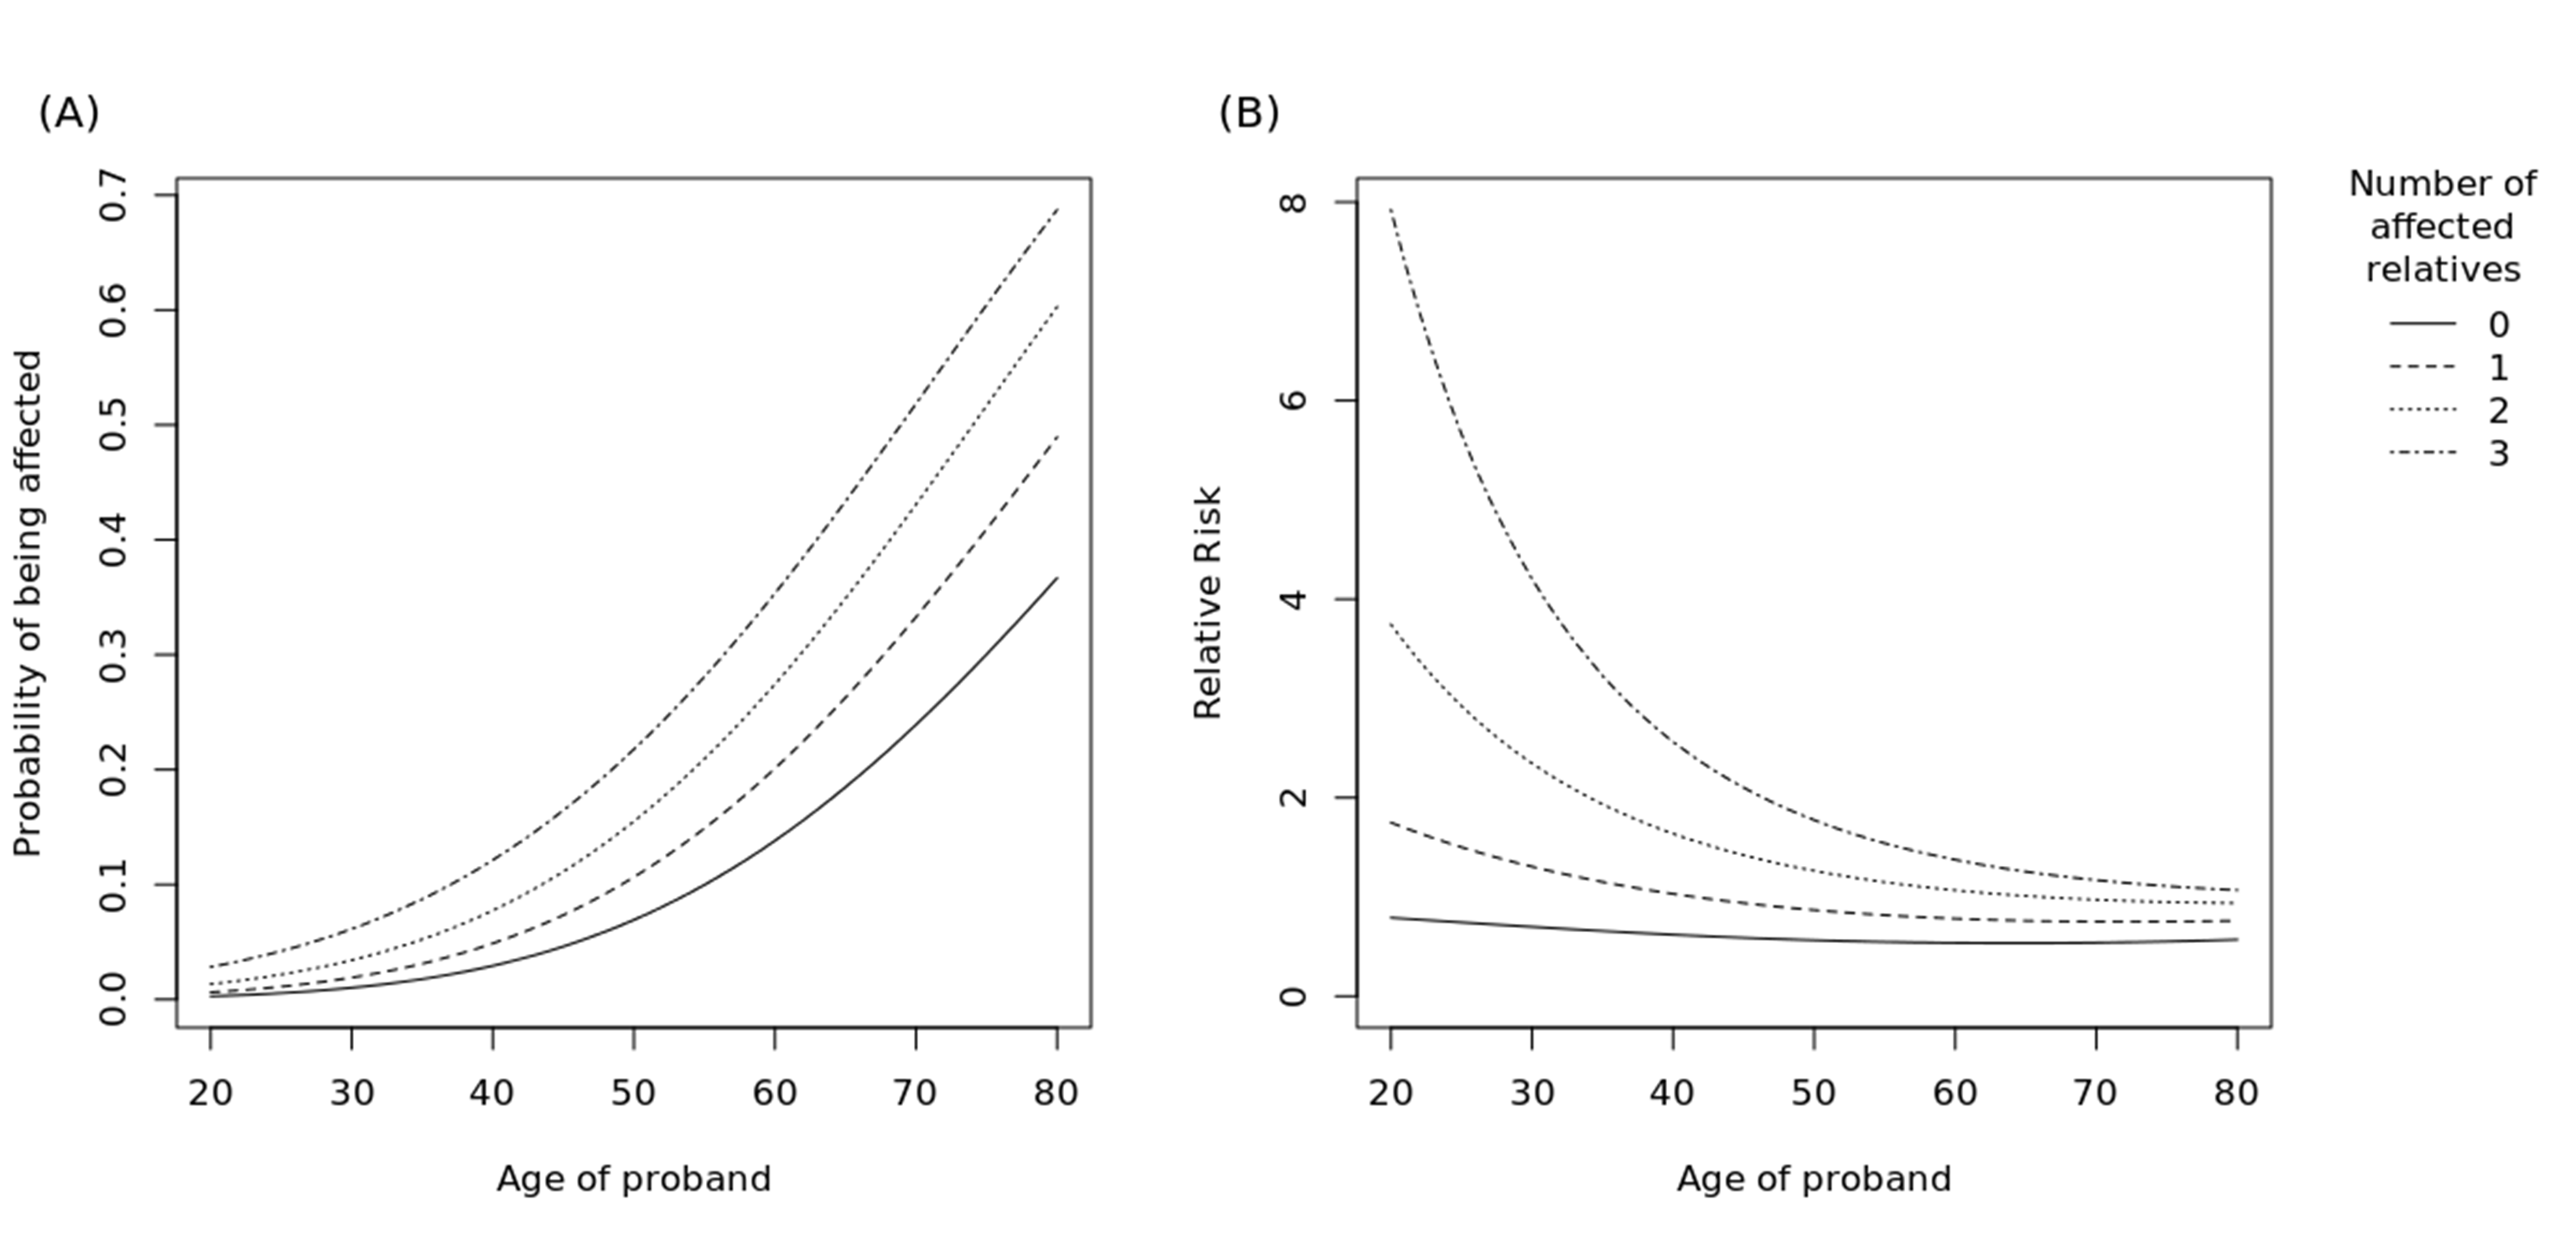 (A)
Probability of being affected
0.7
0.6
0.5
0.4
0.3
0.2
0.1
0.0
20 30 40 50 60 70 80
Age of proband
(B)
Relative Risk
8
6
4
2
0
20 30 40 50 60 70 80
Age of proband
Number of
affected
relatives
0
1
2
3